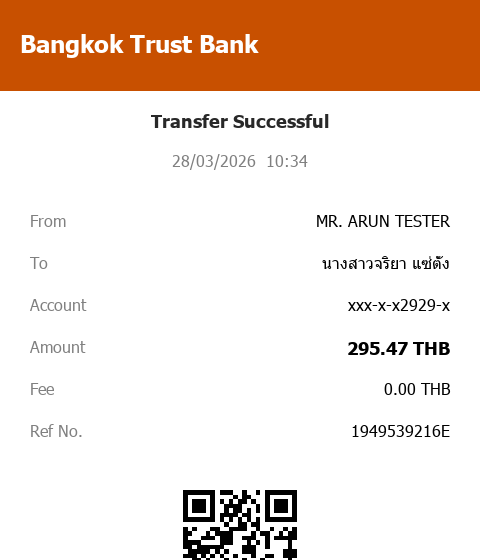 Bangkok Trust Bank
Transfer Successful
28/03/2026 10:34
From MR. ARUN TESTER
To นางสาวจริยา แซ่ตั้ง
Account xxx-x-x2929-x
Amount 295.47 THB
Fee 0.00 THB
Ref No. 1949539216E